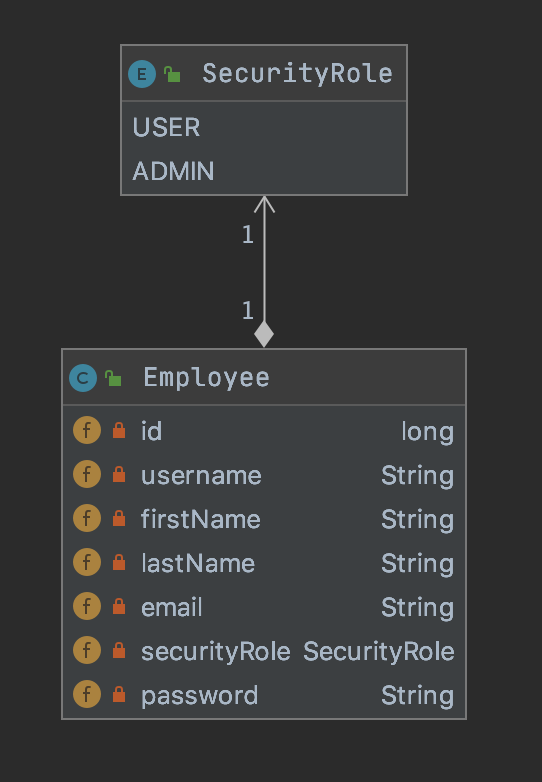 E SecurityRole
USER
ADMIN
1
1
C Employee
f id long
f username String
f firstName String
f lastName String
f email String
f securityRole SecurityRole
f password String